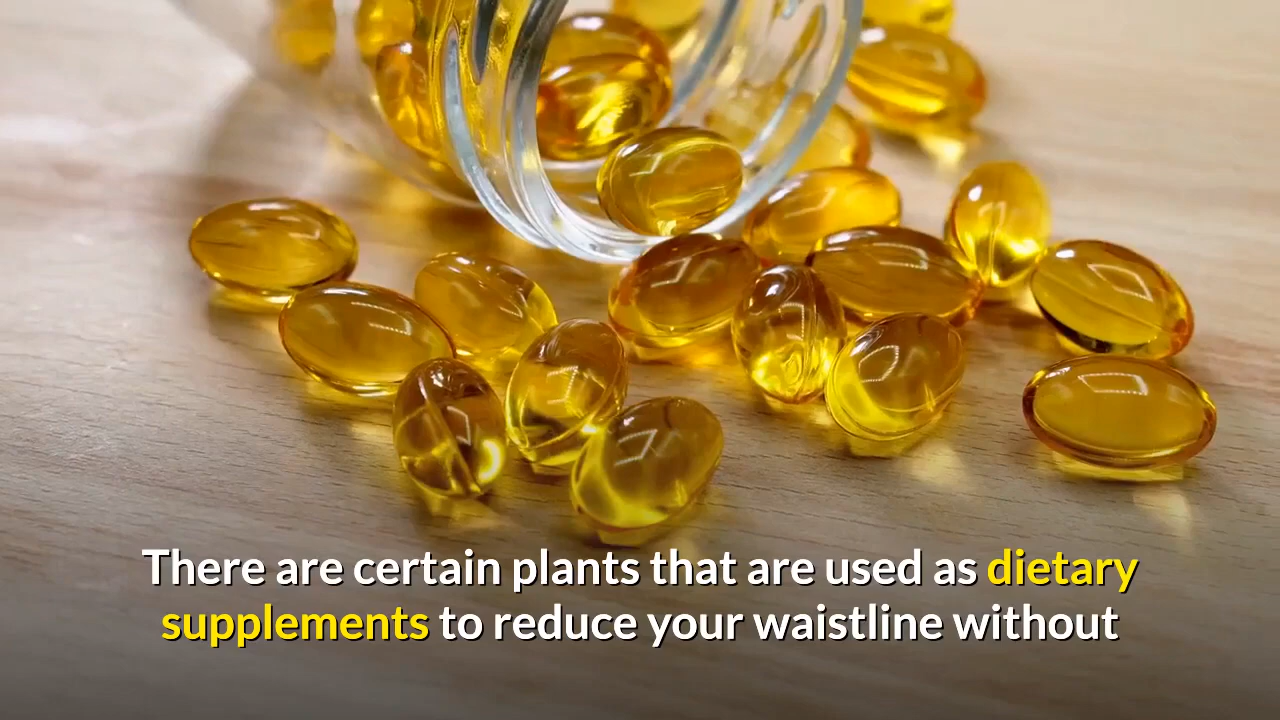 There are certain plants that are used as dietary
supplements to reduce your waistline without